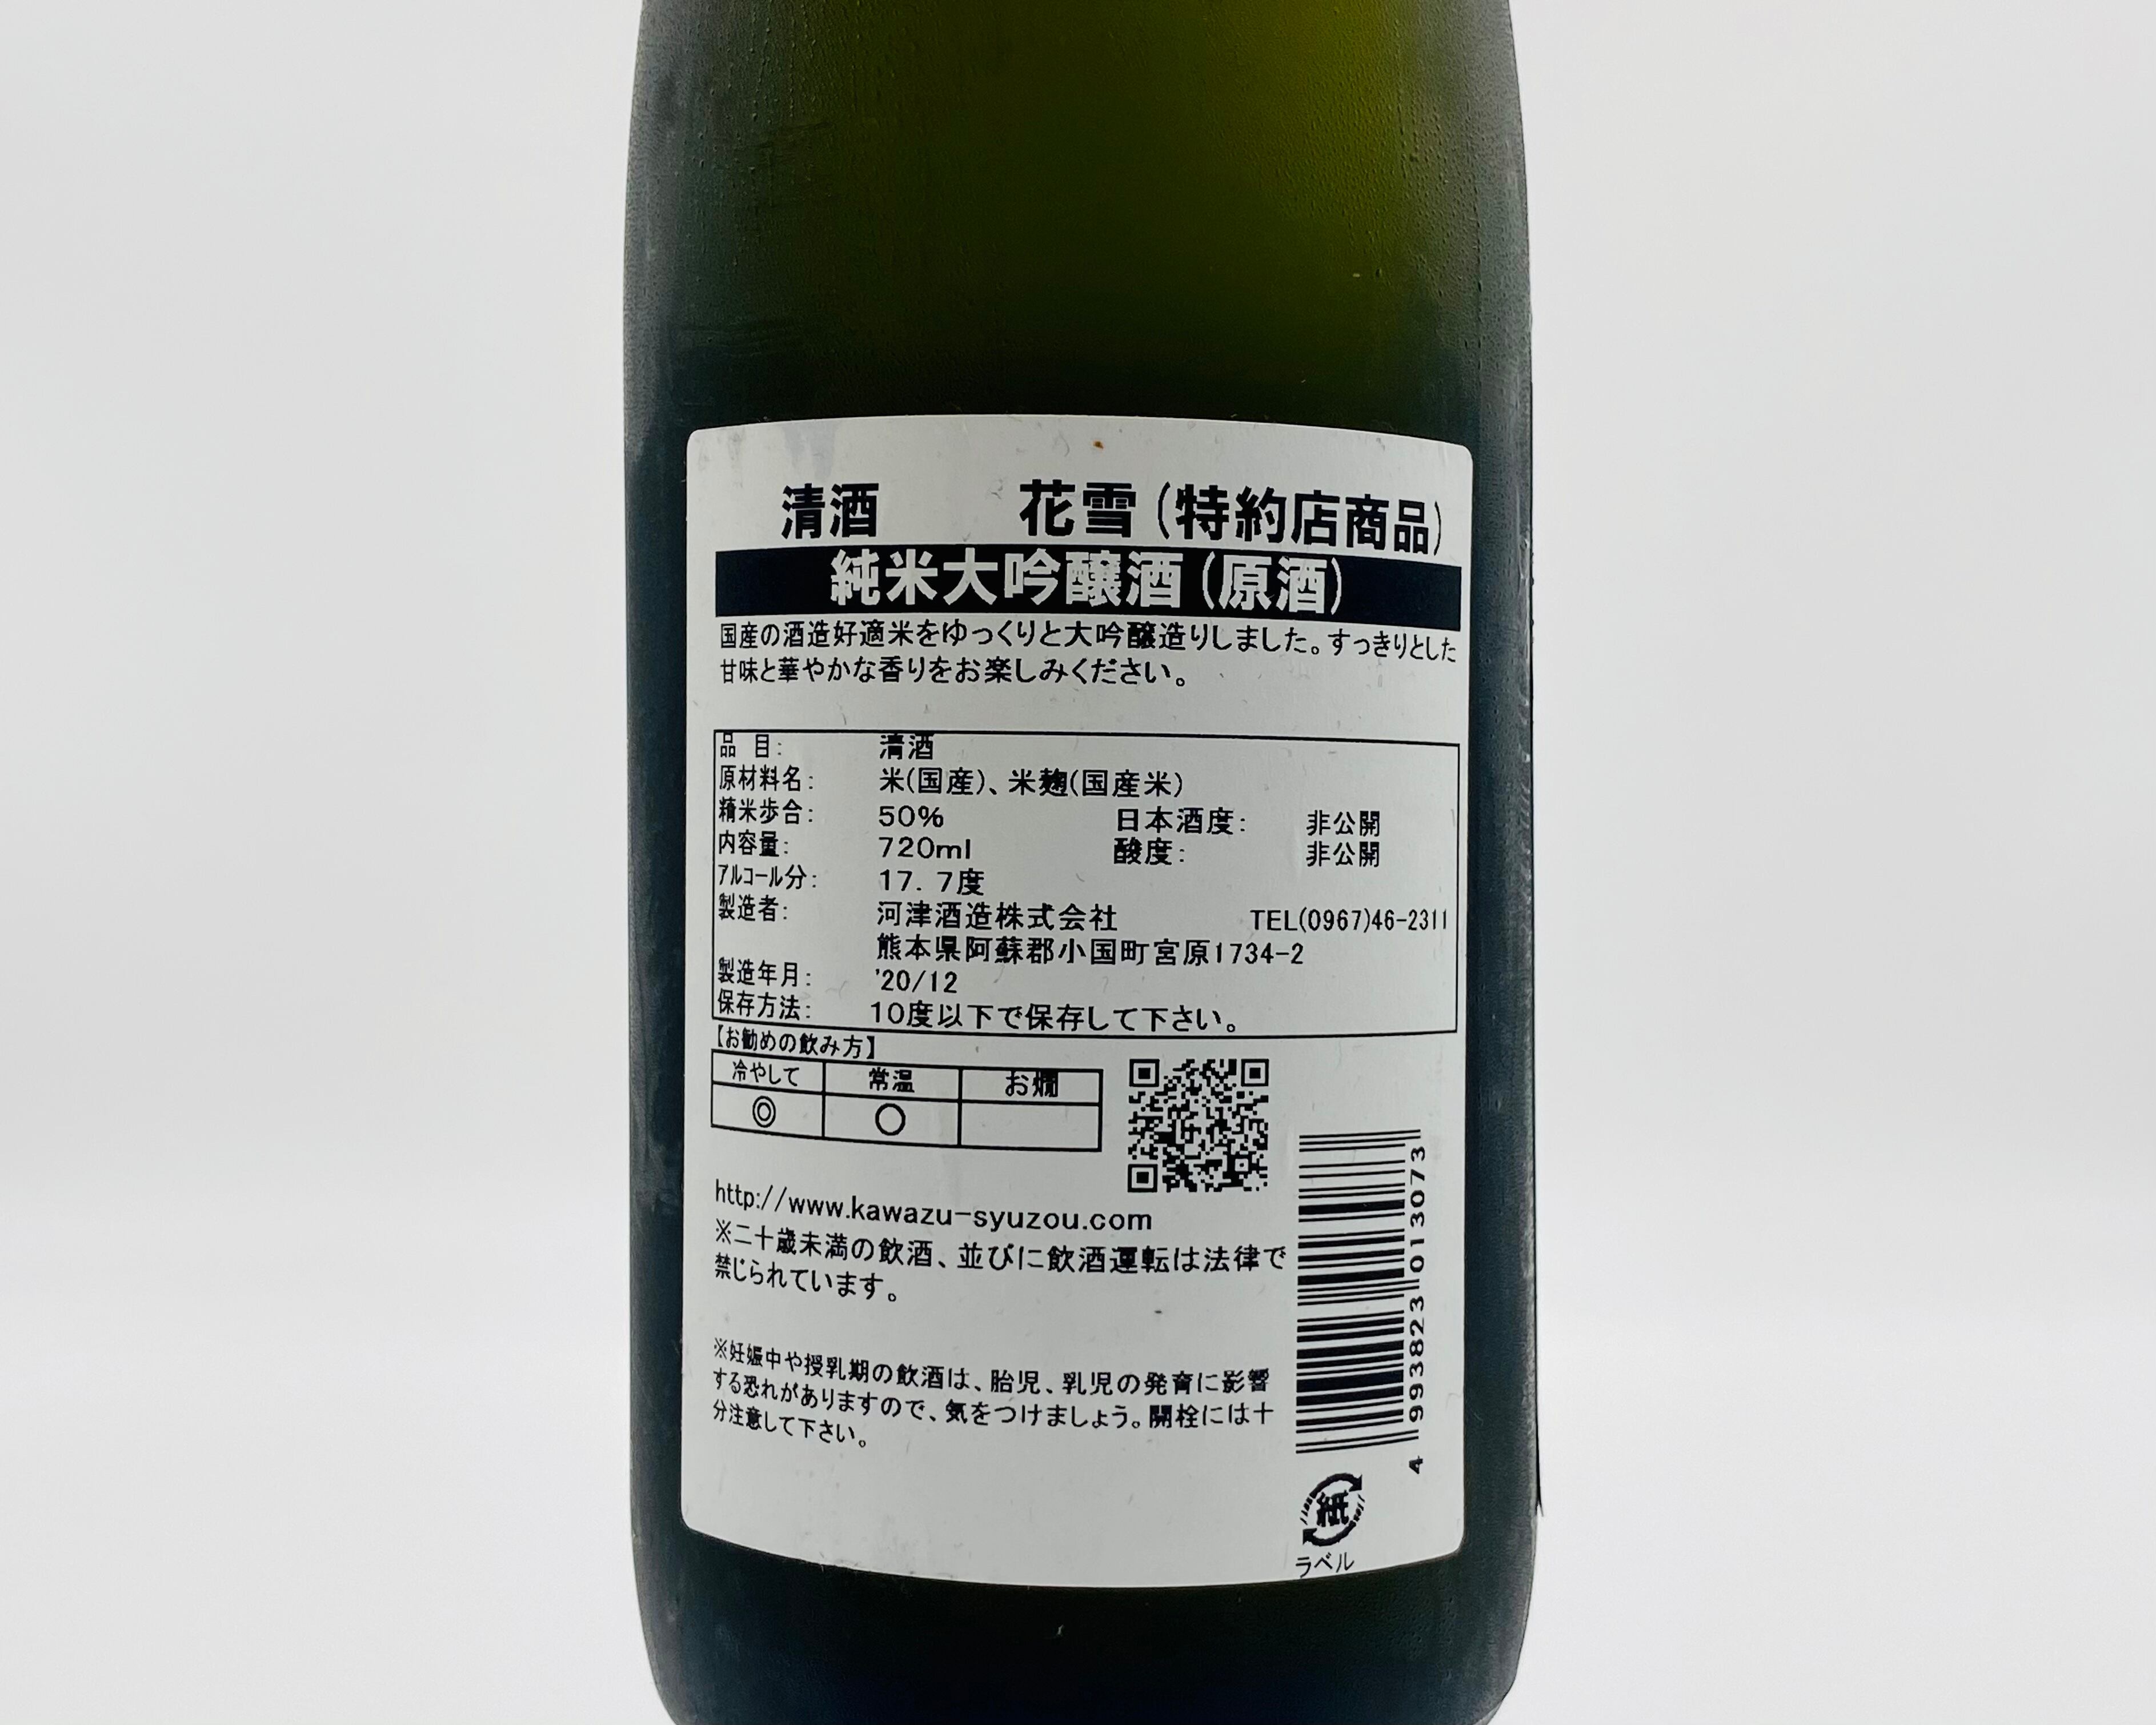 清酒 花雪(特約店商品)
純米大吟醸酒(原酒)
国産の酒造好適米をゆっくりと大吟醸造りしました。すっきりとした
甘味と華やかな香りをお楽しみください。
品 目: 清酒
原材料名: 米(国産)、米麹(国産米)
精米歩合: 50% 日本酒度: 非公開
内容量: 720ml 酸度: 非公開
アルコール分: 17.7度
製造者: 河津酒造株式会社 TEL(0967)46-2311
熊本県阿蘇郡小国町宮原1734-2
製造年月: '20/12
保存方法: 10度以下で保存して下さい。
【お勧めの飲み方】
冷やして 常温 お燗
◎ ○
http://www.kawazu-syuzou.com
※二十歳未満の飲酒、並びに飲酒運転は法律で
禁じられています。
※妊娠中や授乳期の飲酒は、胎児、乳児の発育に影響
する恐れがありますので、気をつけましょう。開栓には十
分注意して下さい。
4 993823 013073
紙
ラベル